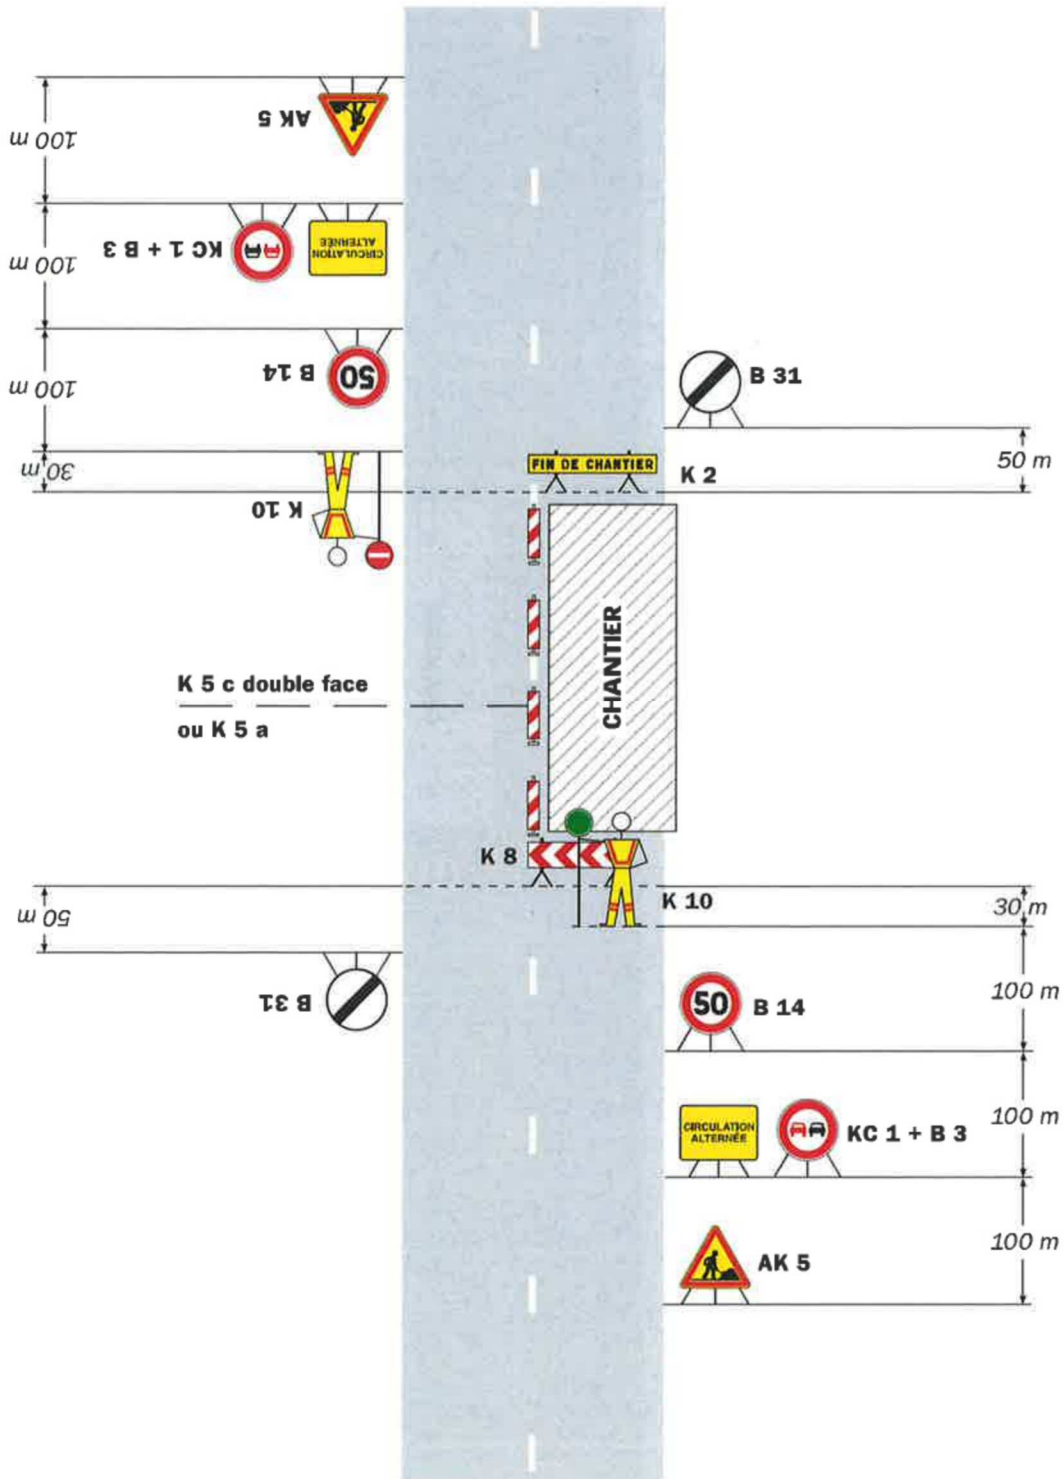 AK 5
100 m
KC 1 + B 3
CIRCULATION
ALTERNÉE
100 m
B 14
50
100 m
B 31
50 m
30 m
FIN DE CHANTIER
K 2
K 10
CHANTIER
K 5 c double face
ou K 5 a
K 8
K 10
30 m
50 m
B 31
50
B 14
100 m
CIRCULATION
ALTERNÉE
KC 1 + B 3
100 m
AK 5
100 m